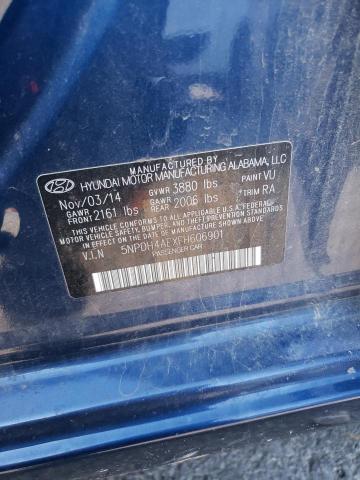 MANUFACTURED BY
HYUNDAI MOTOR MANUFACTURING ALABAMA, LLC
Nov/03/14 GVWR 3880 lbs PAINT VU
GAWR FRONT 2161 lbs GAWR REAR 2006 lbs *TRIM RA
THIS VEHICLE CONFORMS TO ALL APPLICABLE FEDERAL
MOTOR VEHICLE SAFETY, BUMPER, AND THEFT PREVENTION
STANDARDS IN EFFECT ON THE DATE OF MANUFACTURE SHOWN ABOVE.
V.I.N 5NPDH4AEXFH606901
PASSENGER CAR